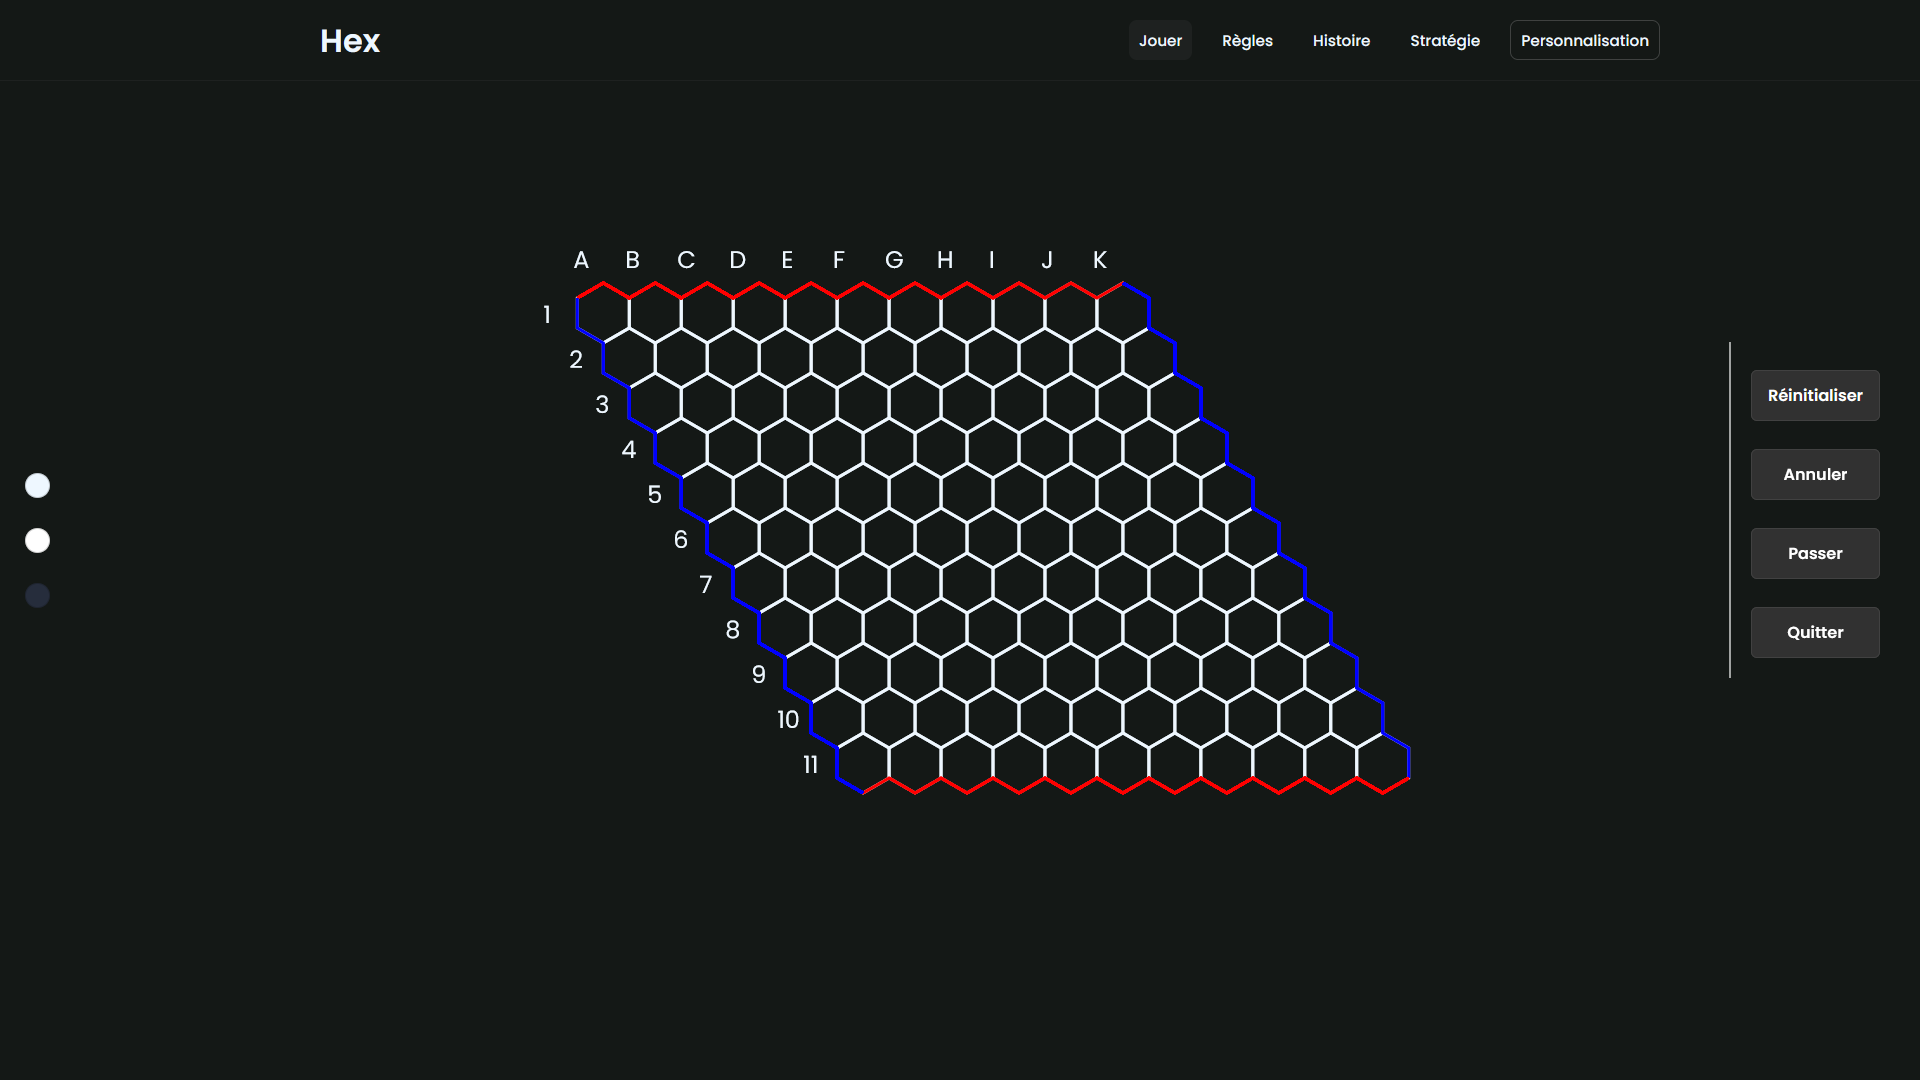 Hex
Jouer Règles Histoire Stratégie Personnalisation
A B C D E F G H I J K
1
2
3
4
5
6
7
8
9
10
11
Réinitialiser
Annuler
Passer
Quitter